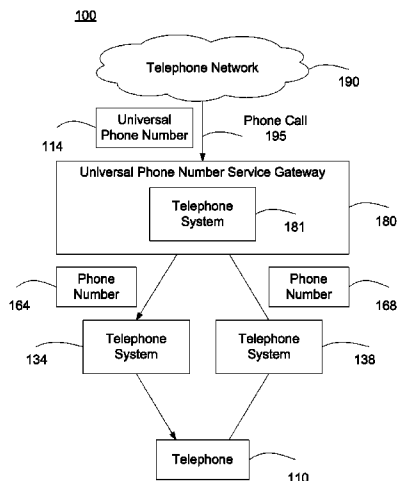 100
Telephone Network
190
Universal
Phone Number
114
Phone Call
195
Universal Phone Number Service Gateway
Telephone
System
181
180
Phone
Number
164
Phone
Number
168
Telephone
System
134
Telephone
System
138
Telephone
110